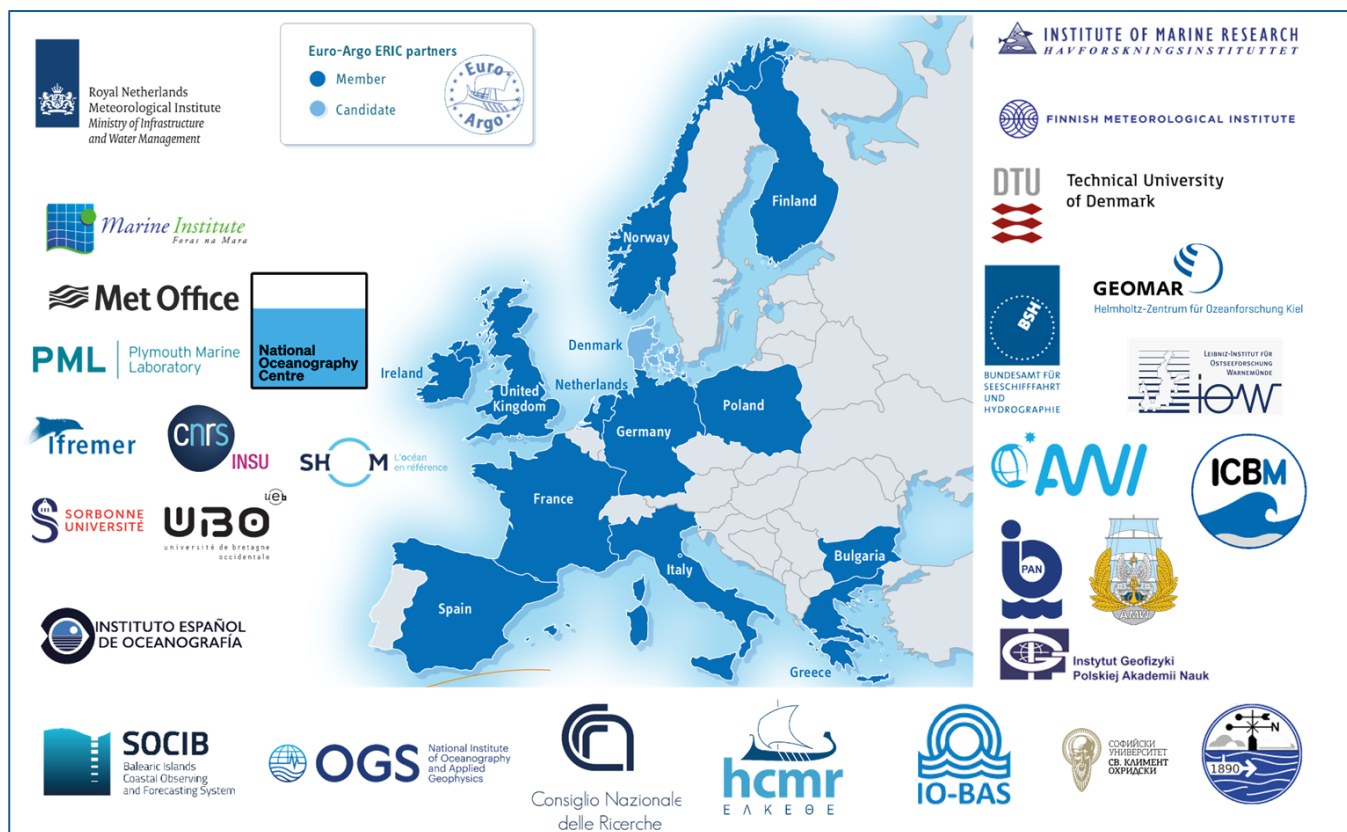 Royal Netherlands
Meteorological Institute
Ministry of Infrastructure
and Water Management
Euro-Argo ERIC partners
Member
Candidate
Euro-
Argo
INSTITUTE OF MARINE RESEARCH
HAVFORSKNINGSINSTITUTTET
FINNISH METEOROLOGICAL INSTITUTE
DTU
Technical University
of Denmark
Marine Institute
Foras na Mara
Met Office
National
Oceanography
Centre
PML
Plymouth Marine
Laboratory
Finland
Norway
Denmark
Netherlands
Ireland
United
Kingdom
Poland
Germany
France
Bulgaria
Italy
Spain
Greece
BSH
BUNDESAMT FÜR
SEESCHIFFFAHRT
UND
HYDROGRAPHIE
GEOMAR
Helmholtz-Zentrum für Ozeanforschung Kiel
LEIBNIZ-INSTITUT FÜR
OSTSEEFORSCHUNG
WARNEMÜNDE
iow
Ifremer
cnrs
INSU
SHOM
L'océan
en référence
SORBONNE
UNIVERSITÉ
ueb
UBO
université de bretagne
occidentale
AWI
ICBM
PAN
AMW
Instytut Geofizyki
Polskiej Akademii Nauk
INSTITUTO ESPAÑOL
DE OCEANOGRAFÍA
SOCIB
Balearic Islands
Coastal Observing
and Forecasting System
OGS
National Institute
of Oceanography
and Applied
Geophysics
Consiglio Nazionale
delle Ricerche
hcmr
ΕΛΚΕΘΕ
IO-BAS
СОФИЙСКИ
УНИВЕРСИТЕТ
СВ. КЛИМЕНТ
ОХРИДСКИ
N
1890